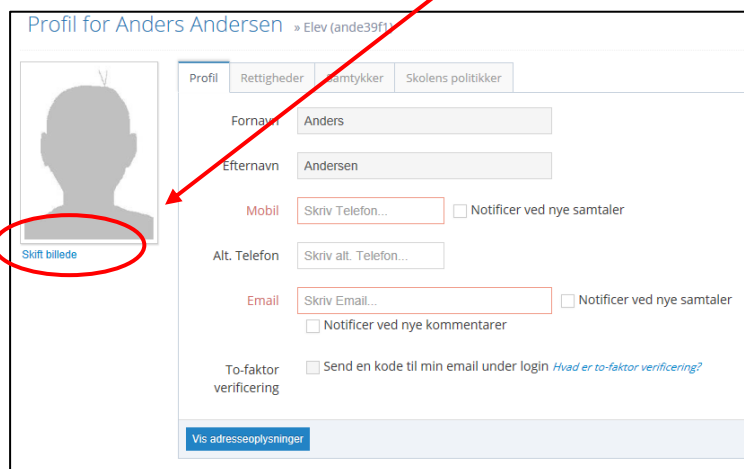 Profil for Anders Andersen » Elev (ande39f1)
Profil Rettigheder Samtykker Skolens politikker
Fornavn Anders
Efternavn Andersen
Mobil Skriv Telefon... Notificer ved nye samtaler
Skift billede
Alt. Telefon Skriv alt. Telefon...
Email Skriv Email... Notificer ved nye samtaler
Notificer ved nye kommentarer
To-faktor Send en kode til min email under login Hvad er to-faktor verificering?
verificering
Vis adresseoplysninger